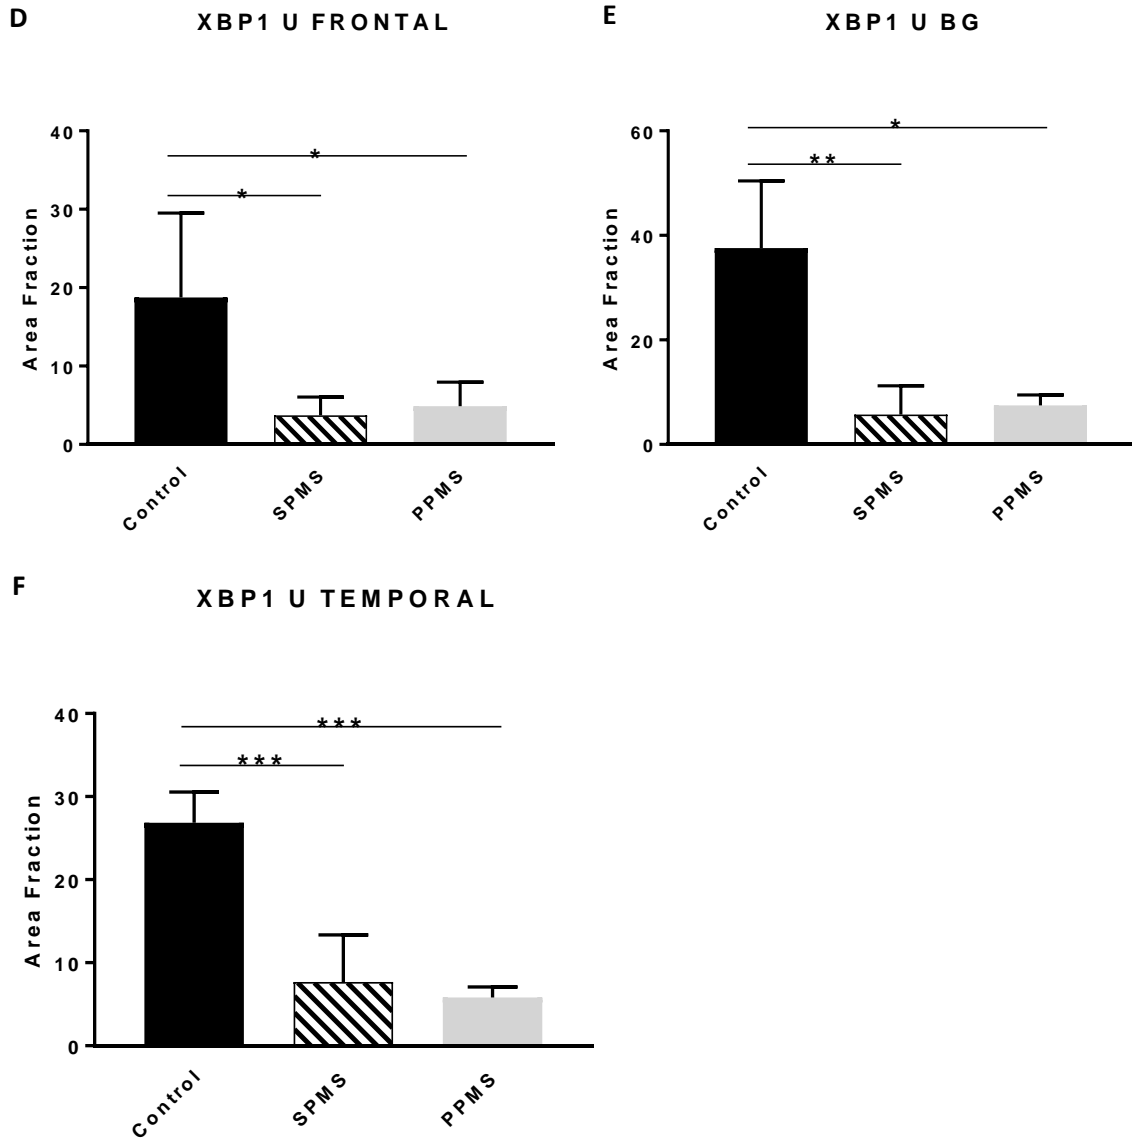 D
XBP1 U FRONTAL
Area Fraction
40
30
20
10
0
*
*
Control
SPMS
PPMS
E
XBP1 U BG
Area Fraction
60
40
20
0
*
**
Control
SPMS
PPMS
F
XBP1 U TEMPORAL
Area Fraction
40
30
20
10
0
***
***
Control
SPMS
PPMS